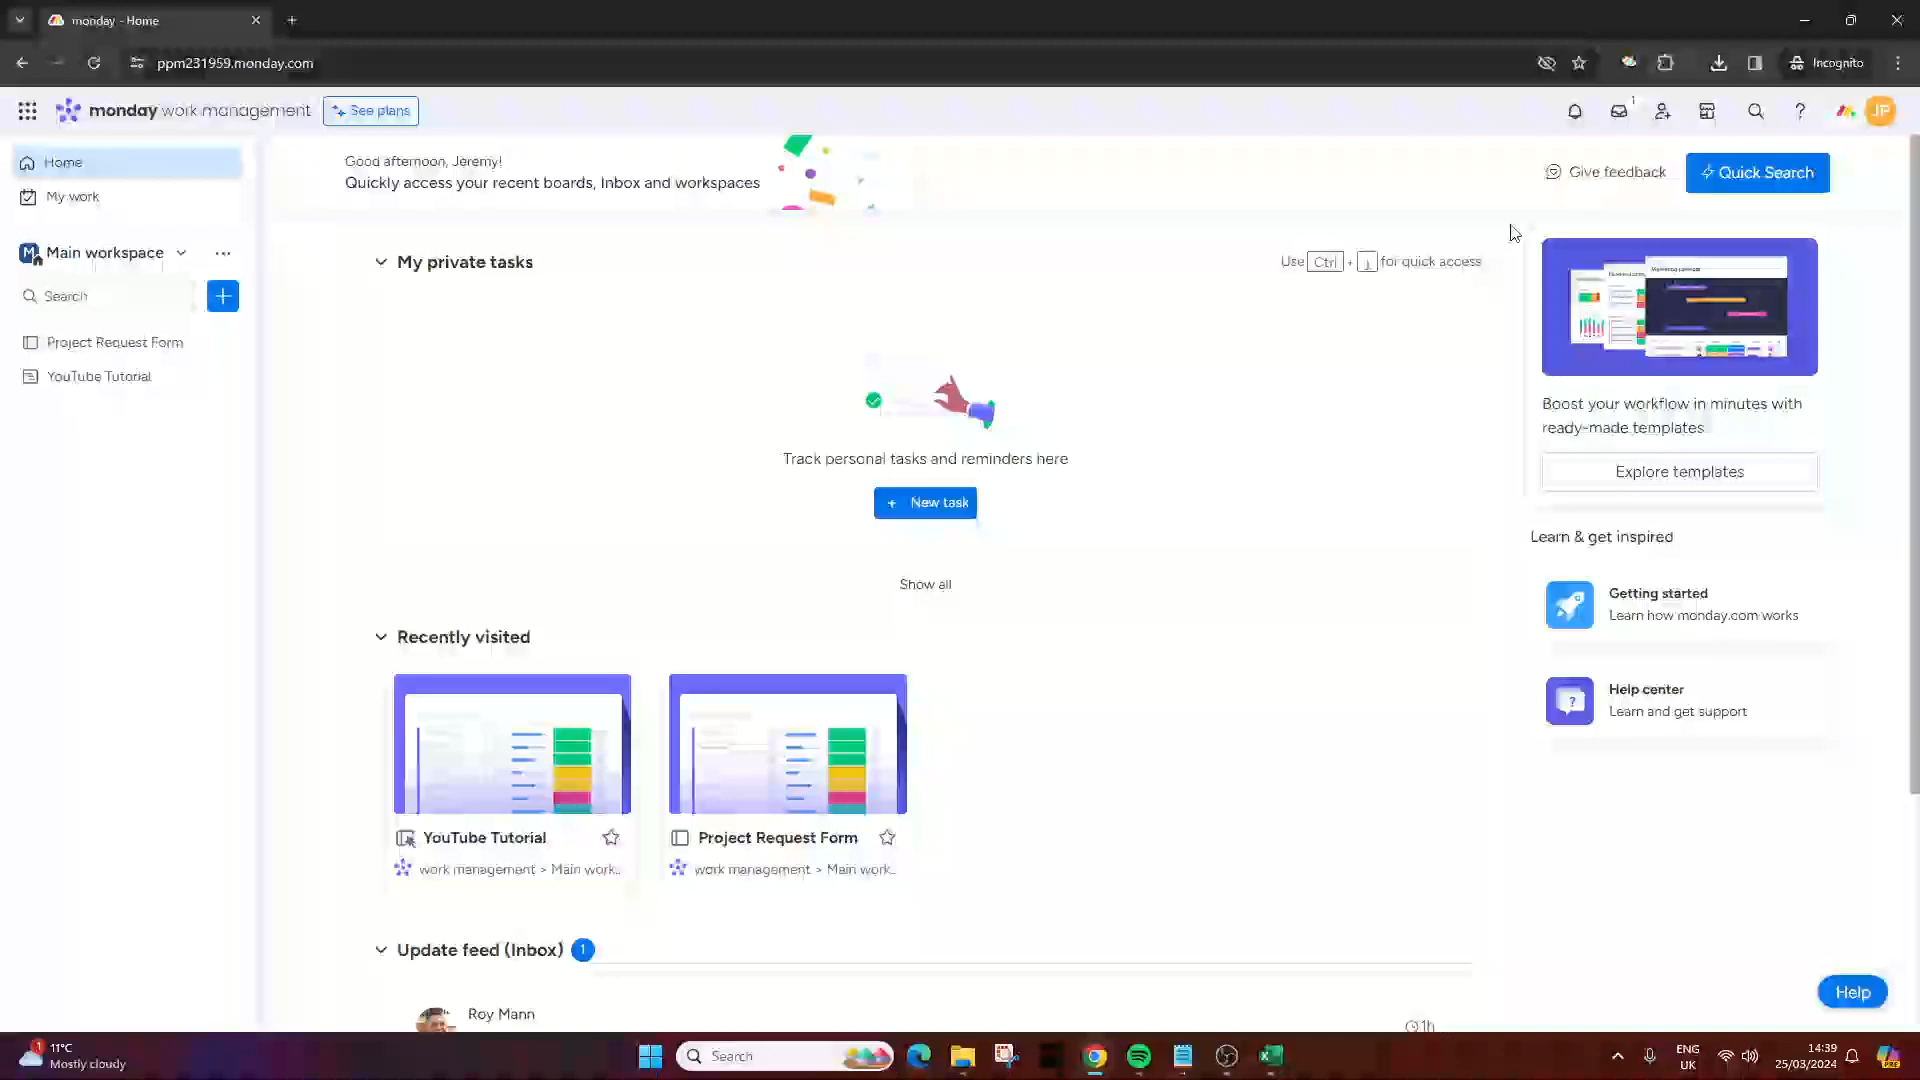 monday - Home
ppm231959.monday.com
Incognito
monday work management
See plans
1
JP
Home
My work
M Main workspace
Search
Project Request Form
YouTube Tutorial
Good afternoon, Jeremy!
Quickly access your recent boards, Inbox and workspaces
Give feedback
Quick Search
My private tasks
Use Ctrl + j for quick access
Track personal tasks and reminders here
+ New task
Show all
Recently visited
YouTube Tutorial
work management > Main work...
Project Request Form
work management > Main work...
Update feed (Inbox) 1
Roy Mann
1h
Boost your workflow in minutes with
ready-made templates
Explore templates
Learn & get inspired
Getting started
Learn how monday.com works
Help center
Learn and get support
Help
1
11°C
Mostly cloudy
Search
ENG
UK
14:39
25/03/2024
PRE